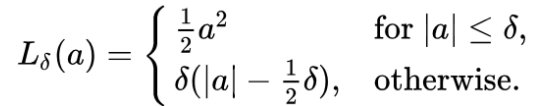 L_δ(a) = { ½a² for |a| ≤ δ,
δ(|a| − ½δ), otherwise.